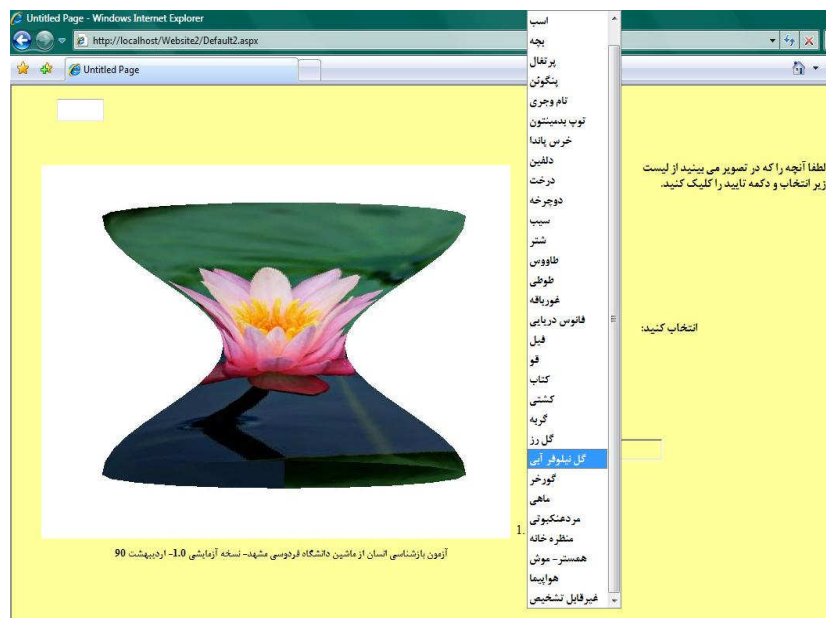 Untitled Page - Windows Internet Explorer
http://localhost/Website2/Default2.aspx
Untitled Page
اسب
بچه
پرتغال
پنگوئن
تام وجری
توپ بدمینتون
خرس پاندا
دلفین
درخت
دوچرخه
سیب
شتر
طاووس
طوطی
غورباقه
فانوس دریایی
فیل
قو
کتاب
کشتی
گربه
گل رز
گل نیلوفر آبی
گورخر
ماهی
مردعنکبوتی
منظره خانه
همستر- موش
هواپیما
غیرقابل تشخیص
لطفا آنچه را که در تصویر می بینید از لیست
زیر انتخاب و دکمه تایید را کلیک کنید.
انتخاب کنید:
1.
آزمون بازشناسی انسان از ماشین دانشگاه فردوسی مشهد- نسخه آزمایشی 1.0- اردیبهشت 90